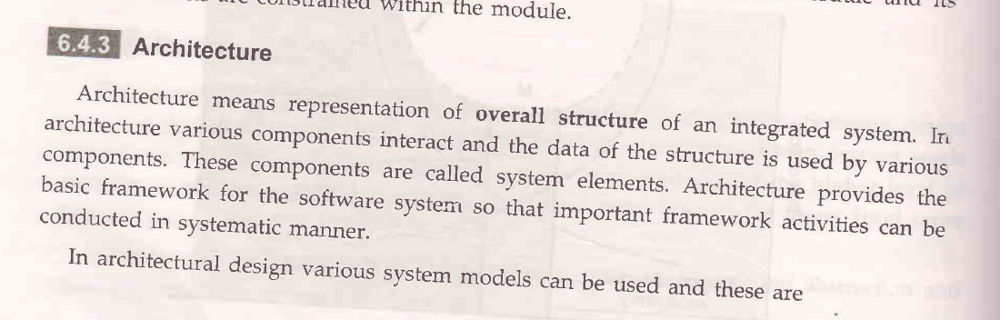 constrained within the module.
and its
6.4.3 Architecture
Architecture means representation of overall structure of an integrated system. In
architecture various components interact and the data of the structure is used by various
components. These components are called system elements. Architecture provides the
basic framework for the software system so that important framework activities can be
conducted in systematic manner.
In architectural design various system models can be used and these are